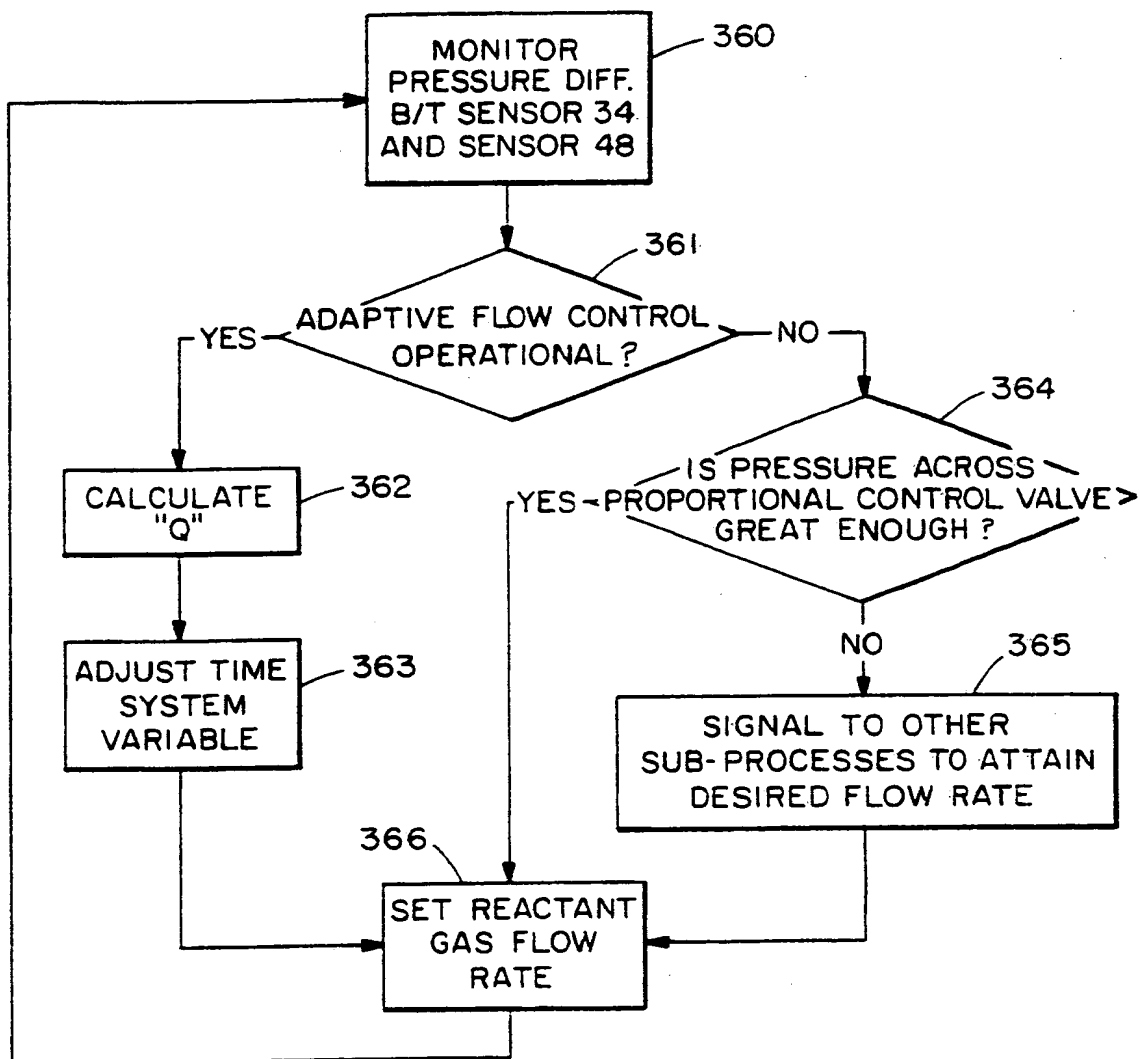 MONITOR
PRESSURE DIFF.
B/T SENSOR 34
AND SENSOR 48
360
361
ADAPTIVE FLOW CONTROL
OPERATIONAL?
YES
NO
364
IS PRESSURE ACROSS
PROPORTIONAL CONTROL VALVE
GREAT ENOUGH?
YES
NO
CALCULATE
"Q"
362
ADJUST TIME
SYSTEM
VARIABLE
363
365
SIGNAL TO OTHER
SUB-PROCESSES TO ATTAIN
DESIRED FLOW RATE
366
SET REACTANT
GAS FLOW
RATE